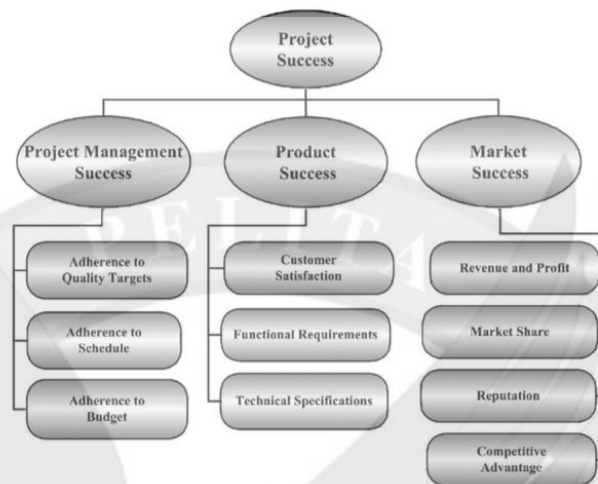 Project
Success
Project Management
Success
Product
Success
Market
Success
PELITA
Adherence to
Quality Targets
Adherence to
Schedule
Adherence to
Budget
Customer
Satisfaction
Functional Requirements
Technical Specifications
Revenue and Profit
Market Share
Reputation
Competitive
Advantage